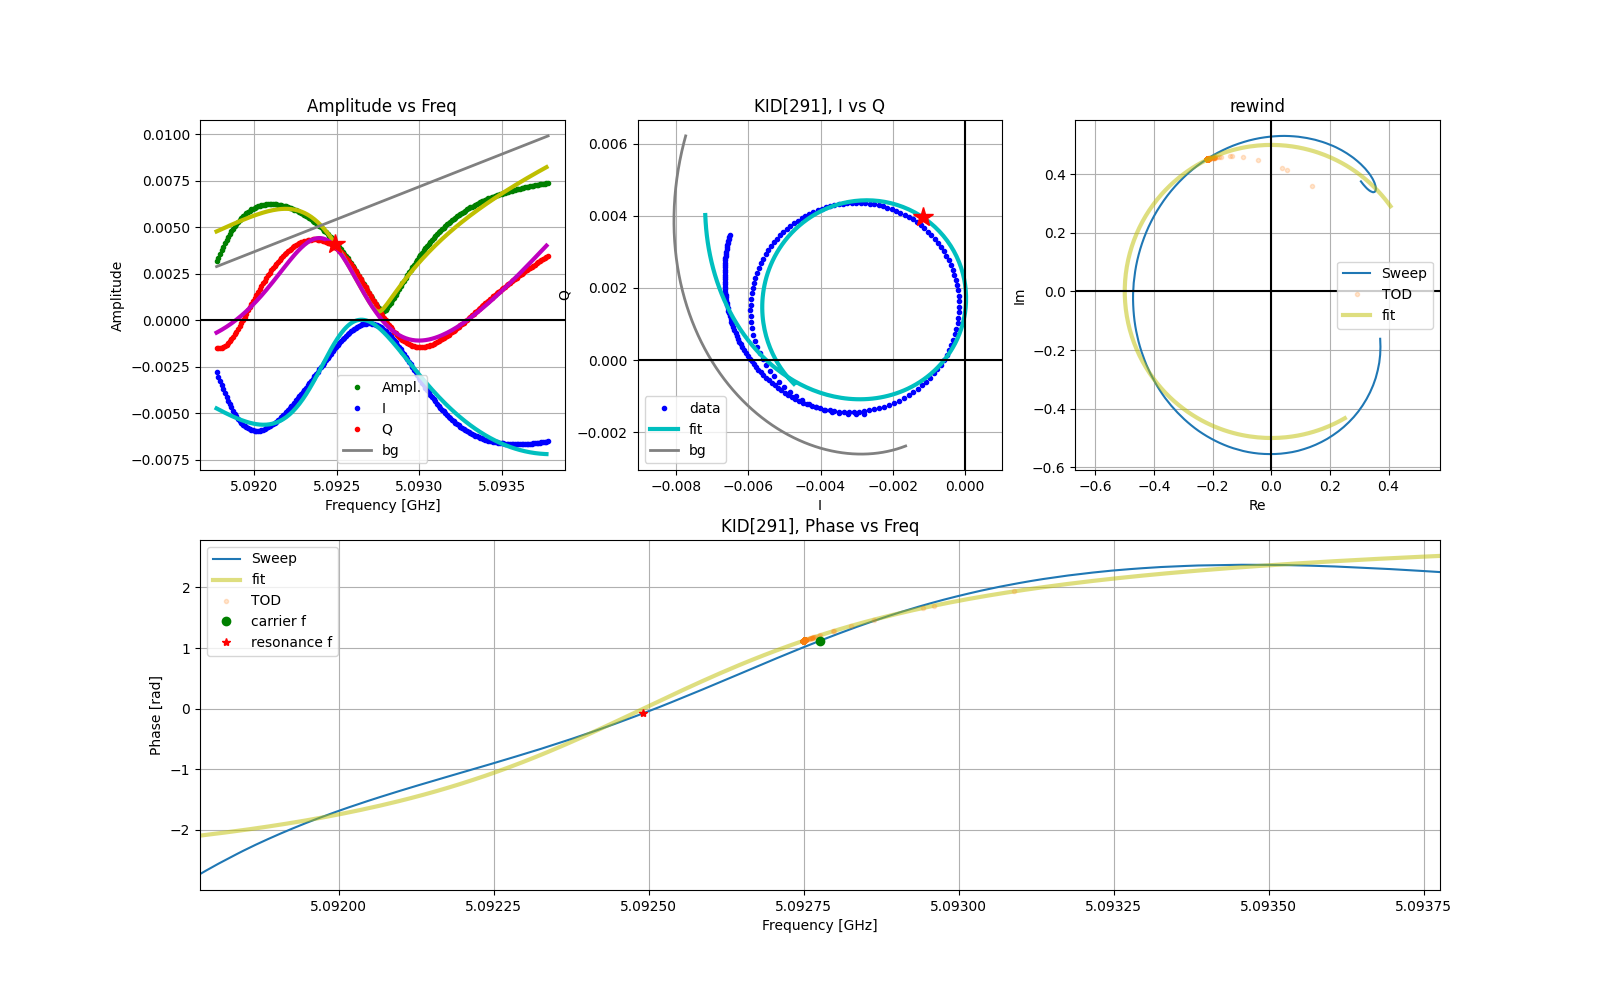 Amplitude vs Freq
Amplitude
0.0100
0.0075
0.0050
0.0025
0.0000
−0.0025
−0.0050
−0.0075
5.0920
5.0925
5.0930
5.0935
Frequency [GHz]
Ampl.
I
Q
bg
KID[291], I vs Q
Q
0.006
0.004
0.002
0.000
−0.002
−0.008
−0.006
−0.004
−0.002
0.000
I
data
fit
bg
rewind
Im
0.4
0.2
0.0
−0.2
−0.4
−0.6
−0.6
−0.4
−0.2
0.0
0.2
0.4
Re
Sweep
TOD
fit
KID[291], Phase vs Freq
Phase [rad]
2
1
0
−1
−2
5.09200
5.09225
5.09250
5.09275
5.09300
5.09325
5.09350
5.09375
Frequency [GHz]
Sweep
fit
TOD
carrier f
resonance f